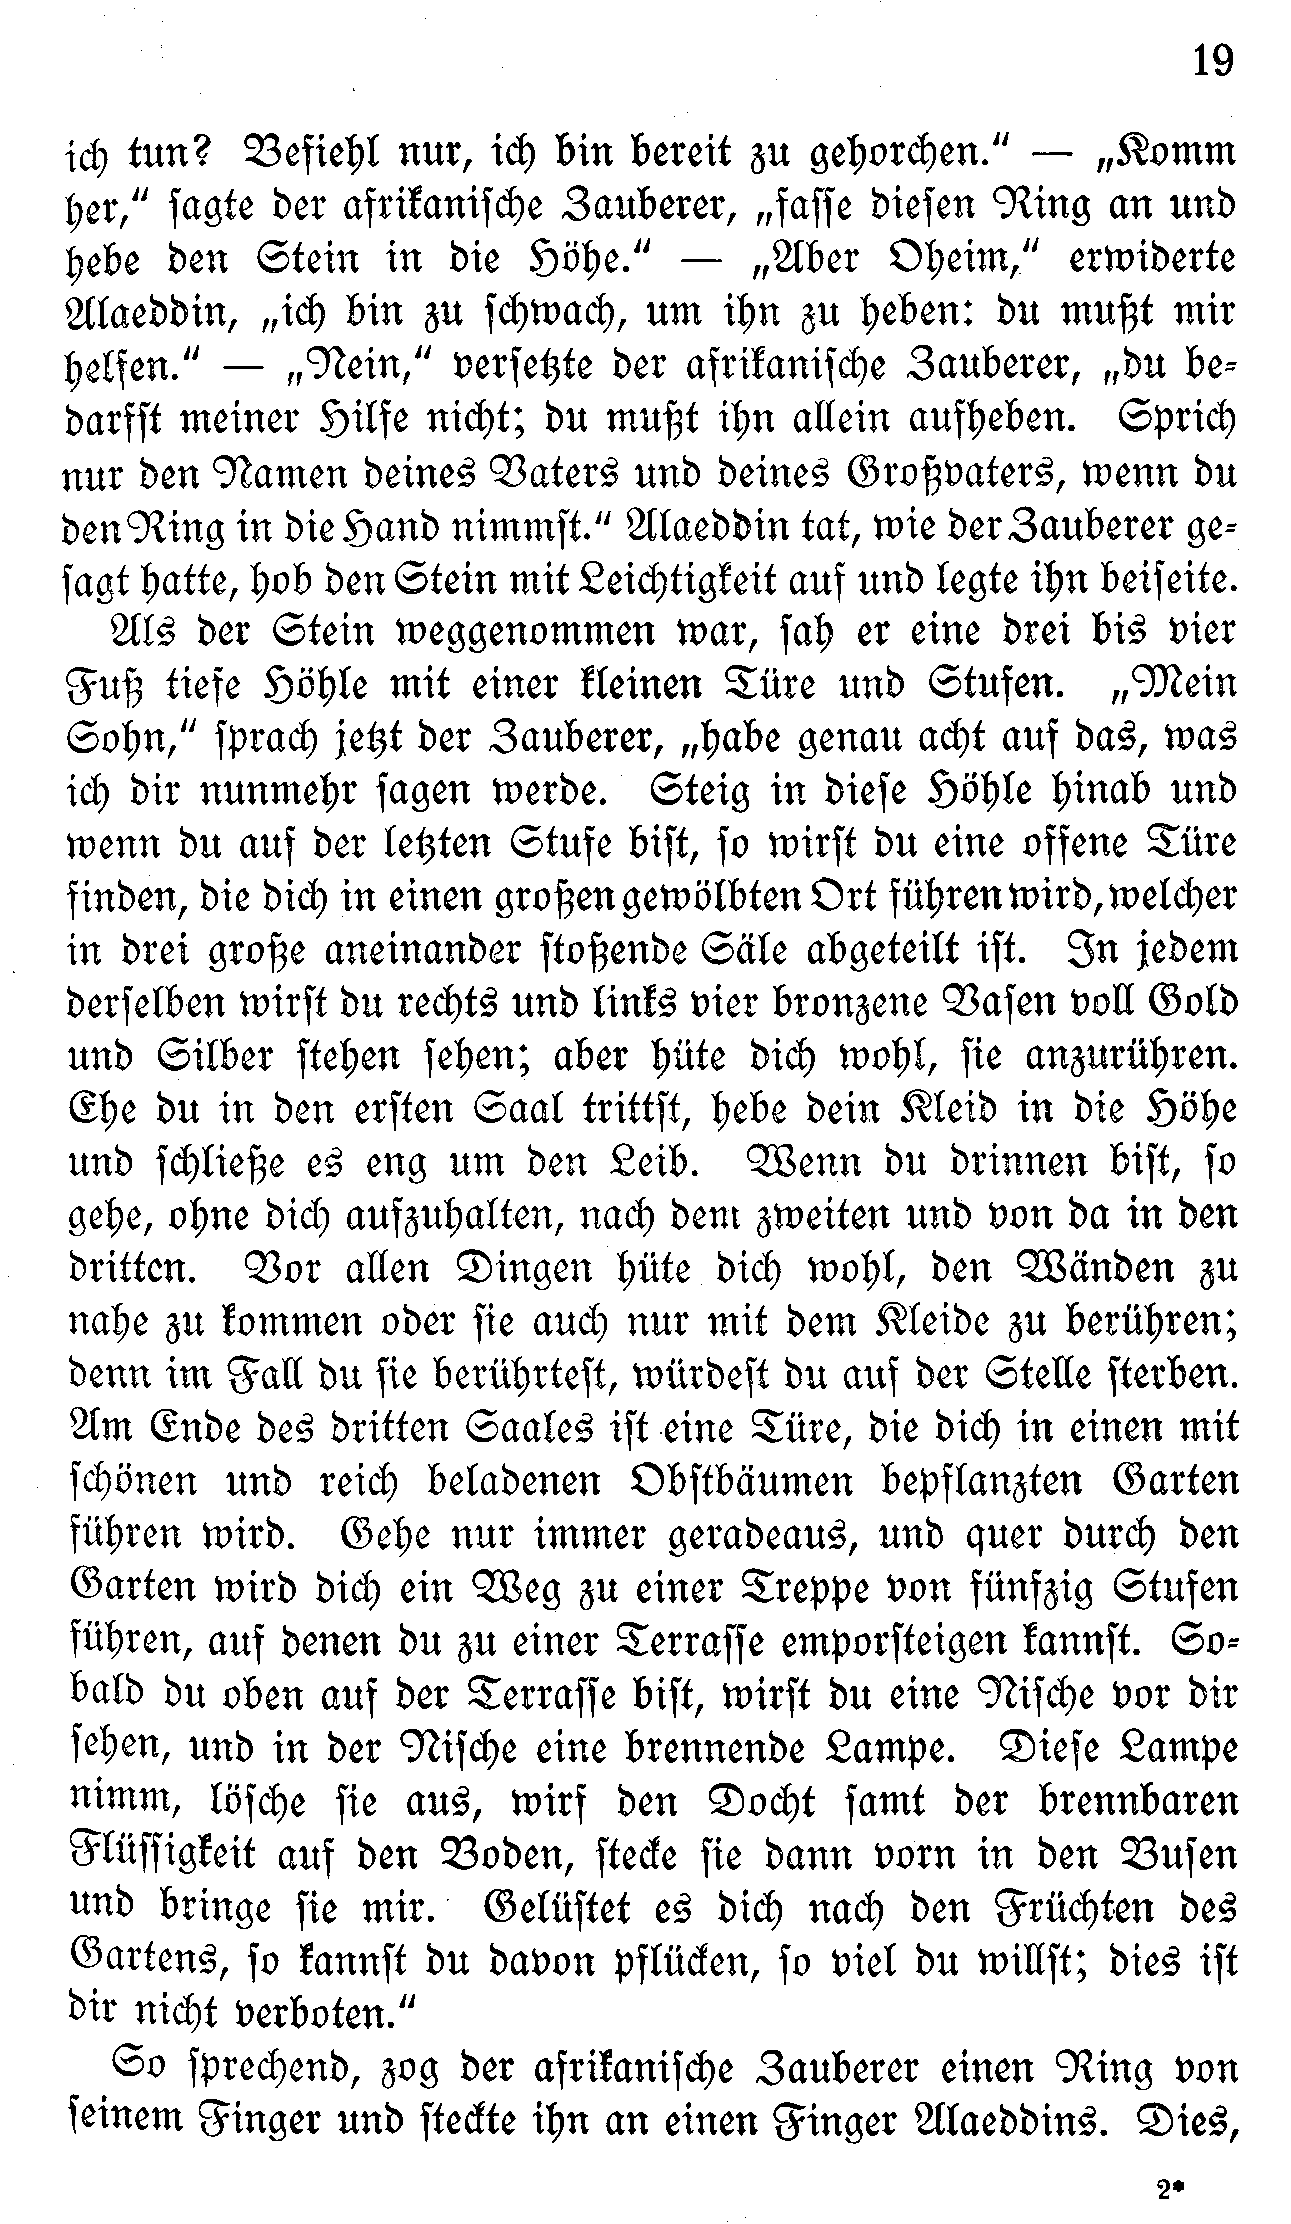 19
ich tun? Befiehl nur, ich bin bereit zu gehorchen.“ — „Komm
her,“ sagte der afrikanische Zauberer, „fasse diesen Ring an und
hebe den Stein in die Höhe.“ — „Aber Oheim,“ erwiderte
Alaeddin, „ich bin zu schwach, um ihn zu heben: du mußt mir
helfen.“ — „Nein,“ versetzte der afrikanische Zauberer, „du be-
darfst meiner Hilfe nicht; du mußt ihn allein aufheben. Sprich
nur den Namen deines Vaters und deines Großvaters, wenn du
den Ring in die Hand nimmst.“ Alaeddin tat, wie der Zauberer ge-
sagt hatte, hob den Stein mit Leichtigkeit auf und legte ihn beiseite.
Als der Stein weggenommen war, sah er eine drei bis vier
Fuß tiefe Höhle mit einer kleinen Türe und Stufen. „Mein
Sohn,“ sprach jetzt der Zauberer, „habe genau acht auf das, was
ich dir nunmehr sagen werde. Steig in diese Höhle hinab und
wenn du auf der letzten Stufe bist, so wirst du eine offene Türe
finden, die dich in einen großen gewölbten Ort führen wird, welcher
in drei große aneinander stoßende Säle abgeteilt ist. In jedem
derselben wirst du rechts und links vier bronzene Vasen voll Gold
und Silber stehen sehen; aber hüte dich wohl, sie anzurühren.
Ehe du in den ersten Saal trittst, hebe dein Kleid in die Höhe
und schließe es eng um den Leib. Wenn du drinnen bist, so
gehe, ohne dich aufzuhalten, nach dem zweiten und von da in den
dritten. Vor allen Dingen hüte dich wohl, den Wänden zu
nahe zu kommen oder sie auch nur mit dem Kleide zu berühren;
denn im Fall du sie berührtest, würdest du auf der Stelle sterben.
Am Ende des dritten Saales ist eine Türe, die dich in einen mit
schönen und reich beladenen Obstbäumen bepflanzten Garten
führen wird. Gehe nur immer geradeaus, und quer durch den
Garten wird dich ein Weg zu einer Treppe von fünfzig Stufen
führen, auf denen du zu einer Terrasse emporsteigen kannst. So-
bald du oben auf der Terrasse bist, wirst du eine Nische vor dir
sehen, und in der Nische eine brennende Lampe. Diese Lampe
nimm, lösche sie aus, wirf den Docht samt der brennbaren
Flüssigkeit auf den Boden, stecke sie dann vorn in den Busen
und bringe sie mir. Gelüstet es dich nach den Früchten des
Gartens, so kannst du davon pflücken, so viel du willst; dies ist
dir nicht verboten.“
So sprechend, zog der afrikanische Zauberer einen Ring von
seinem Finger und steckte ihn an einen Finger Alaeddins. Dies,
2*